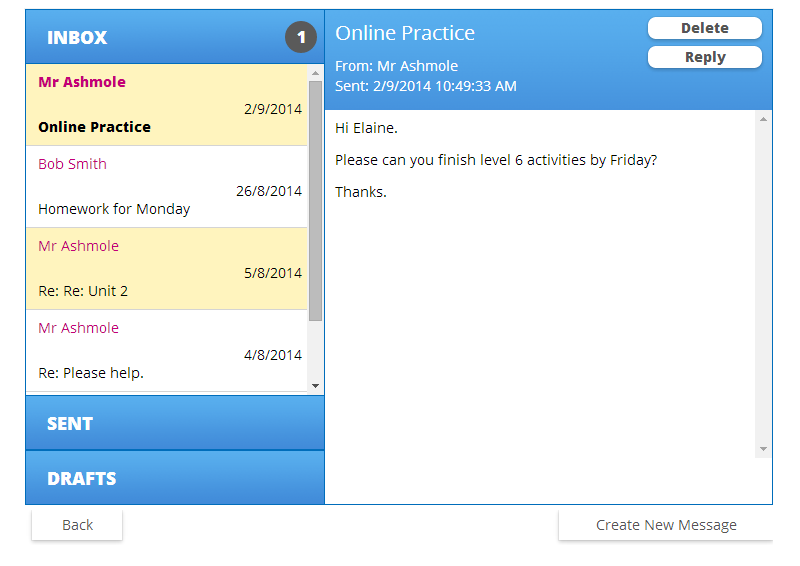 INBOX
1
Mr Ashmole
2/9/2014
Online Practice
Bob Smith
26/8/2014
Homework for Monday
Mr Ashmole
5/8/2014
Re: Re: Unit 2
Mr Ashmole
4/8/2014
Re: Please help.
SENT
DRAFTS
Online Practice
From: Mr Ashmole
Sent: 2/9/2014 10:49:33 AM
Delete
Reply
Hi Elaine.
Please can you finish level 6 activities by Friday?
Thanks.
Back
Create New Message